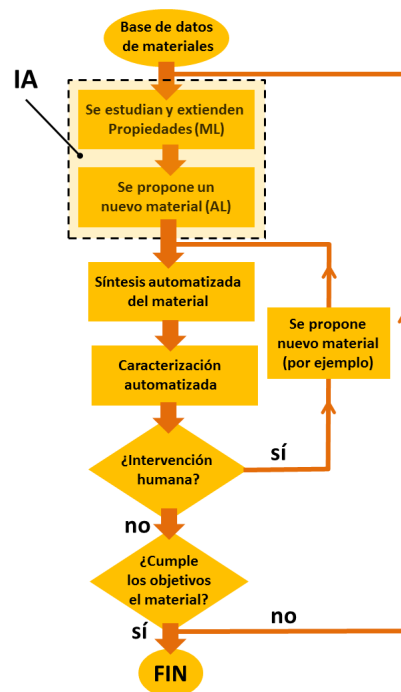 Base de datos
de materiales
IA
Se estudian y extienden
Propiedades (ML)
Se propone un
nuevo material (AL)
Síntesis automatizada
del material
Se propone
nuevo material
(por ejemplo)
Caracterización
automatizada
¿Intervención
humana?
sí
no
¿Cumple
los objetivos
el material?
sí
no
FIN